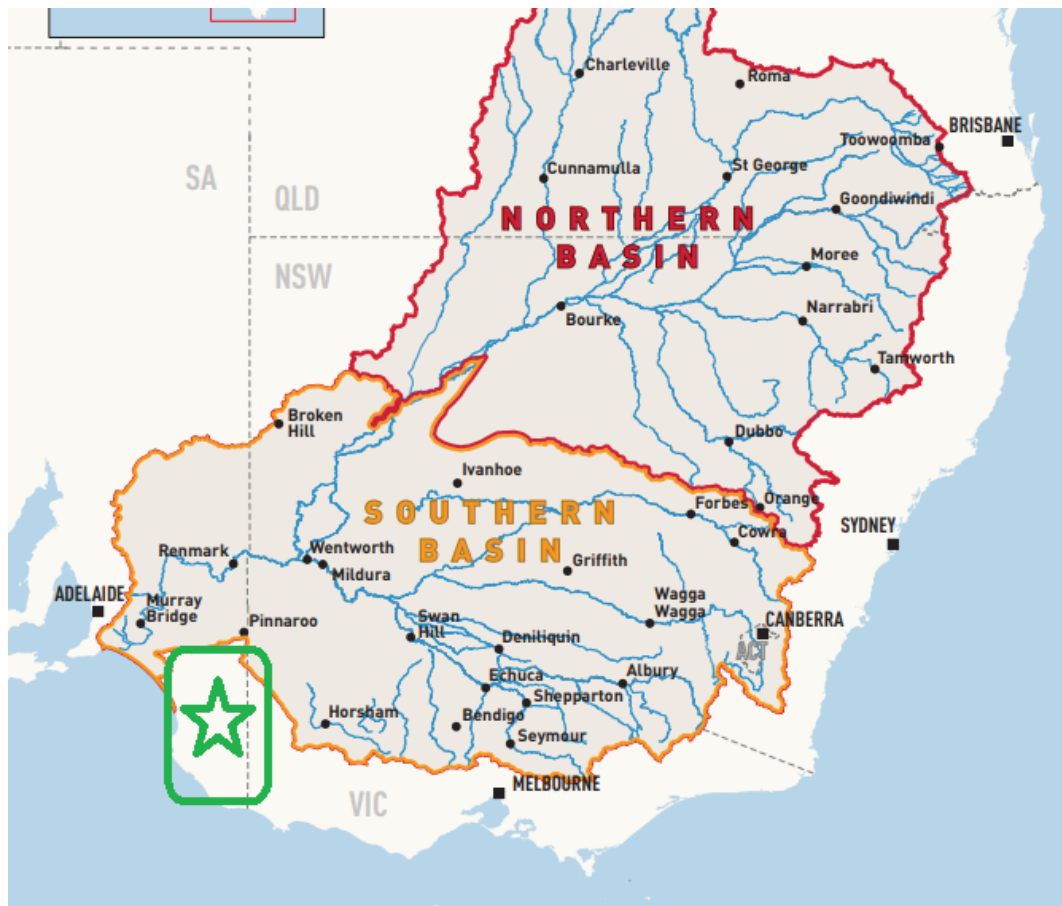 Charleville
Roma
BRISBANE
Toowoomba
SA
QLD
Cunnamulla
St George
Goondiwindi
NORTHERN
BASIN
NSW
Moree
Bourke
Narrabri
Tamworth
Broken
Hill
Dubbo
Ivanhoe
SOUTHERN
BASIN
Forbes
Orange
SYDNEY
Cowra
Renmark
Wentworth
Mildura
Griffith
ADELAIDE
Murray
Bridge
Pinnaroo
Swan
Hill
Wagga
Wagga
CANBERRA
ACT
Deniliquin
Echuca
Albury
Shepparton
Horsham
Bendigo
Seymour
VIC
MELBOURNE